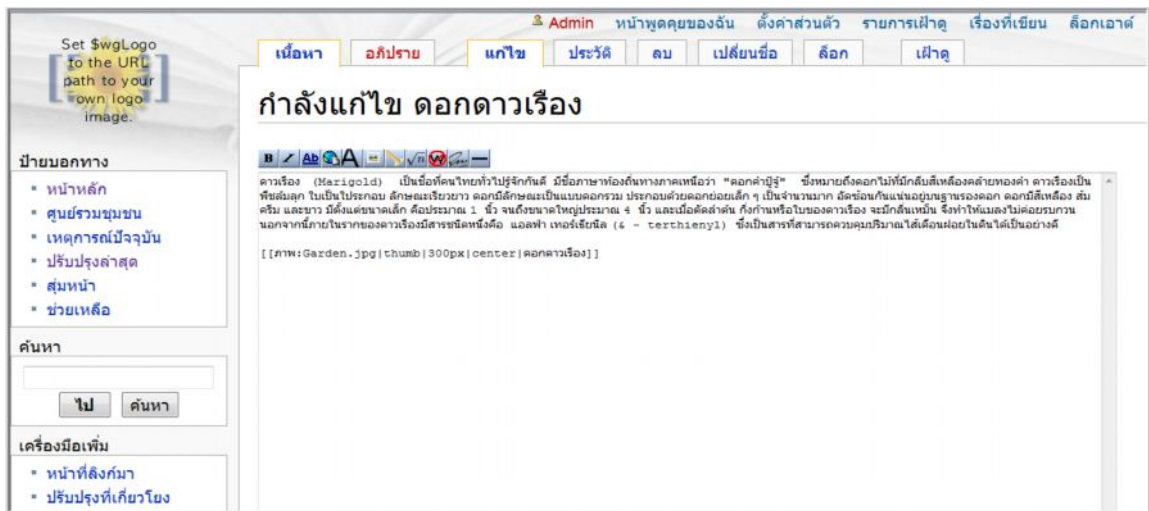 Admin หน้าพูดคุยของฉัน ตั้งค่าส่วนตัว รายการเฝ้าดู เรื่องที่เขียน ล็อกเอาต์
Set $wgLogo
to the URL
path to your
own logo
image.
เนื้อหา อภิปราย แก้ไข ประวัติ ลบ เปลี่ยนชื่อ ล็อก เฝ้าดู
กำลังแก้ไข ดอกดาวเรือง
ดาวเรือง (Marigold) เป็นชื่อที่คนไทยทั่วไปรู้จักกันดี มีชื่อภาษาท้องถิ่นทางภาคเหนือว่า "ดอกคำปู้จู้" ซึ่งหมายถึงดอกไม้ที่มีกลีบสีเหลืองคล้ายทองคำ ดาวเรืองเป็น
พืชล้มลุก ใบเป็นใบประกอบ ลักษณะเรียวยาว ดอกมีลักษณะเป็นแบบดอกรวม ประกอบด้วยดอกย่อยเล็ก ๆ เป็นจำนวนมาก อัดซ้อนกันแน่นอยู่บนฐานรองดอก ดอกมีสีเหลือง ส้ม
ครีม และขาว มีตั้งแต่ขนาดเล็ก คือประมาณ 1 นิ้ว จนถึงขนาดใหญ่ประมาณ 4 นิ้ว และเมื่อตัดลำต้น กิ่งก้านหรือใบของดาวเรือง จะมีกลิ่นเหม็น จึงทำให้แมลงไม่ค่อยรบกวน
นอกจากนี้ภายในรากของดาวเรืองมีสารชนิดหนึ่งคือ แอลฟ่า เทอร์เธียนิล (& - terthienyl) ซึ่งเป็นสารที่สามารถควบคุมปริมาณไส้เดือนฝอยในดินได้เป็นอย่างดี
[[ภาพ:Garden.jpg|thumb|300px|center|ดอกดาวเรือง]]
ป้ายบอกทาง
หน้าหลัก
ศูนย์รวมชุมชน
เหตุการณ์ปัจจุบัน
ปรับปรุงล่าสุด
สุ่มหน้า
ช่วยเหลือ
ค้นหา
ไป ค้นหา
เครื่องมือเพิ่ม
หน้าที่ลิงก์มา
ปรับปรุงที่เกี่ยวโยง